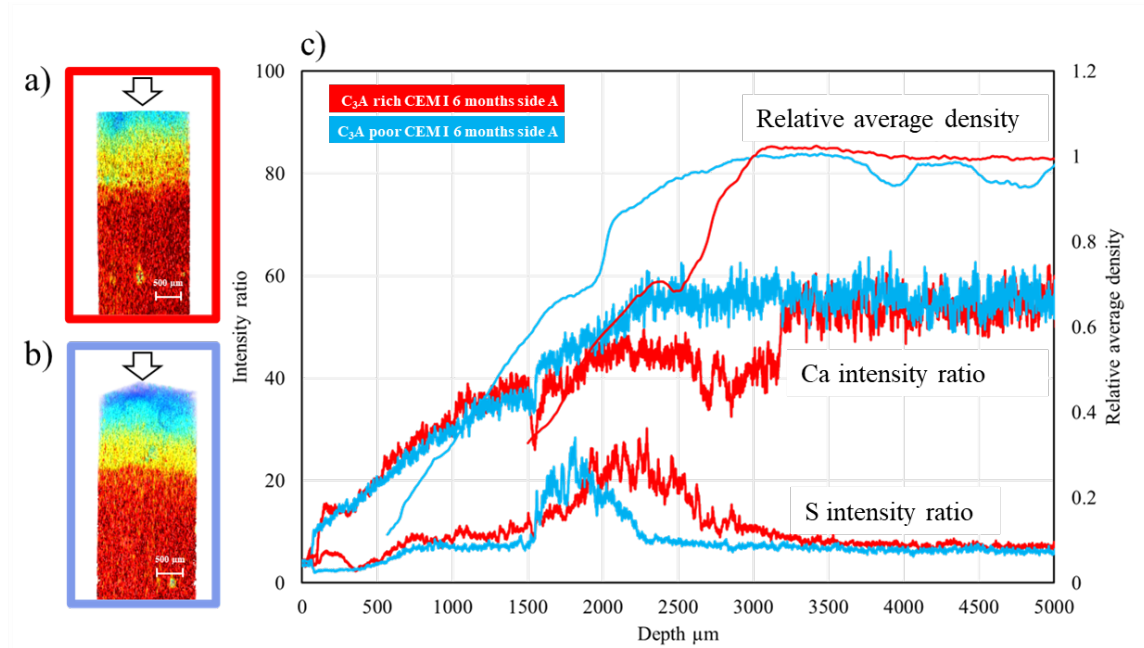 a)
500 µm
b)
500 µm
c)
100
80
60
40
20
0
Intensity ratio
C₃A rich CEM I 6 months side A
C₃A poor CEM I 6 months side A
Relative average density
Ca intensity ratio
S intensity ratio
1.2
1
0.8
0.6
0.4
0.2
0
Relative average density
0 500 1000 1500 2000 2500 3000 3500 4000 4500 5000
Depth µm